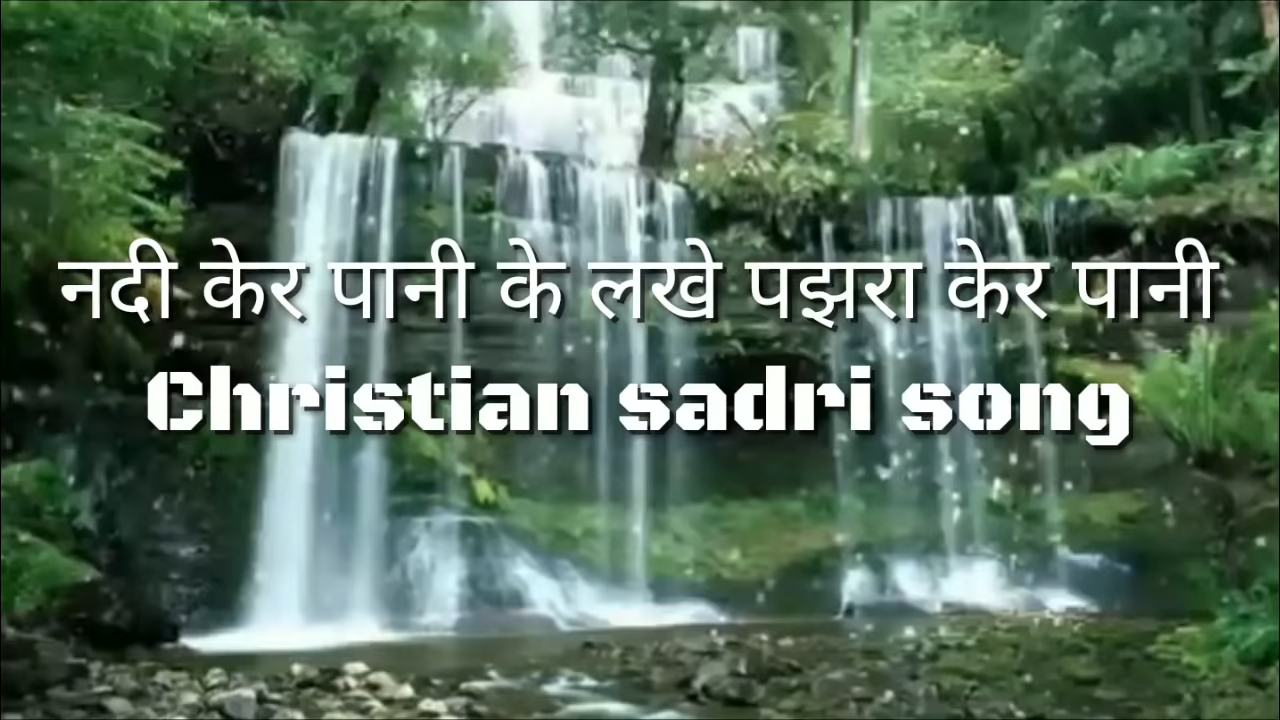 नदी केर पानी के लखे पझरा केर पानी
Christian sadri song